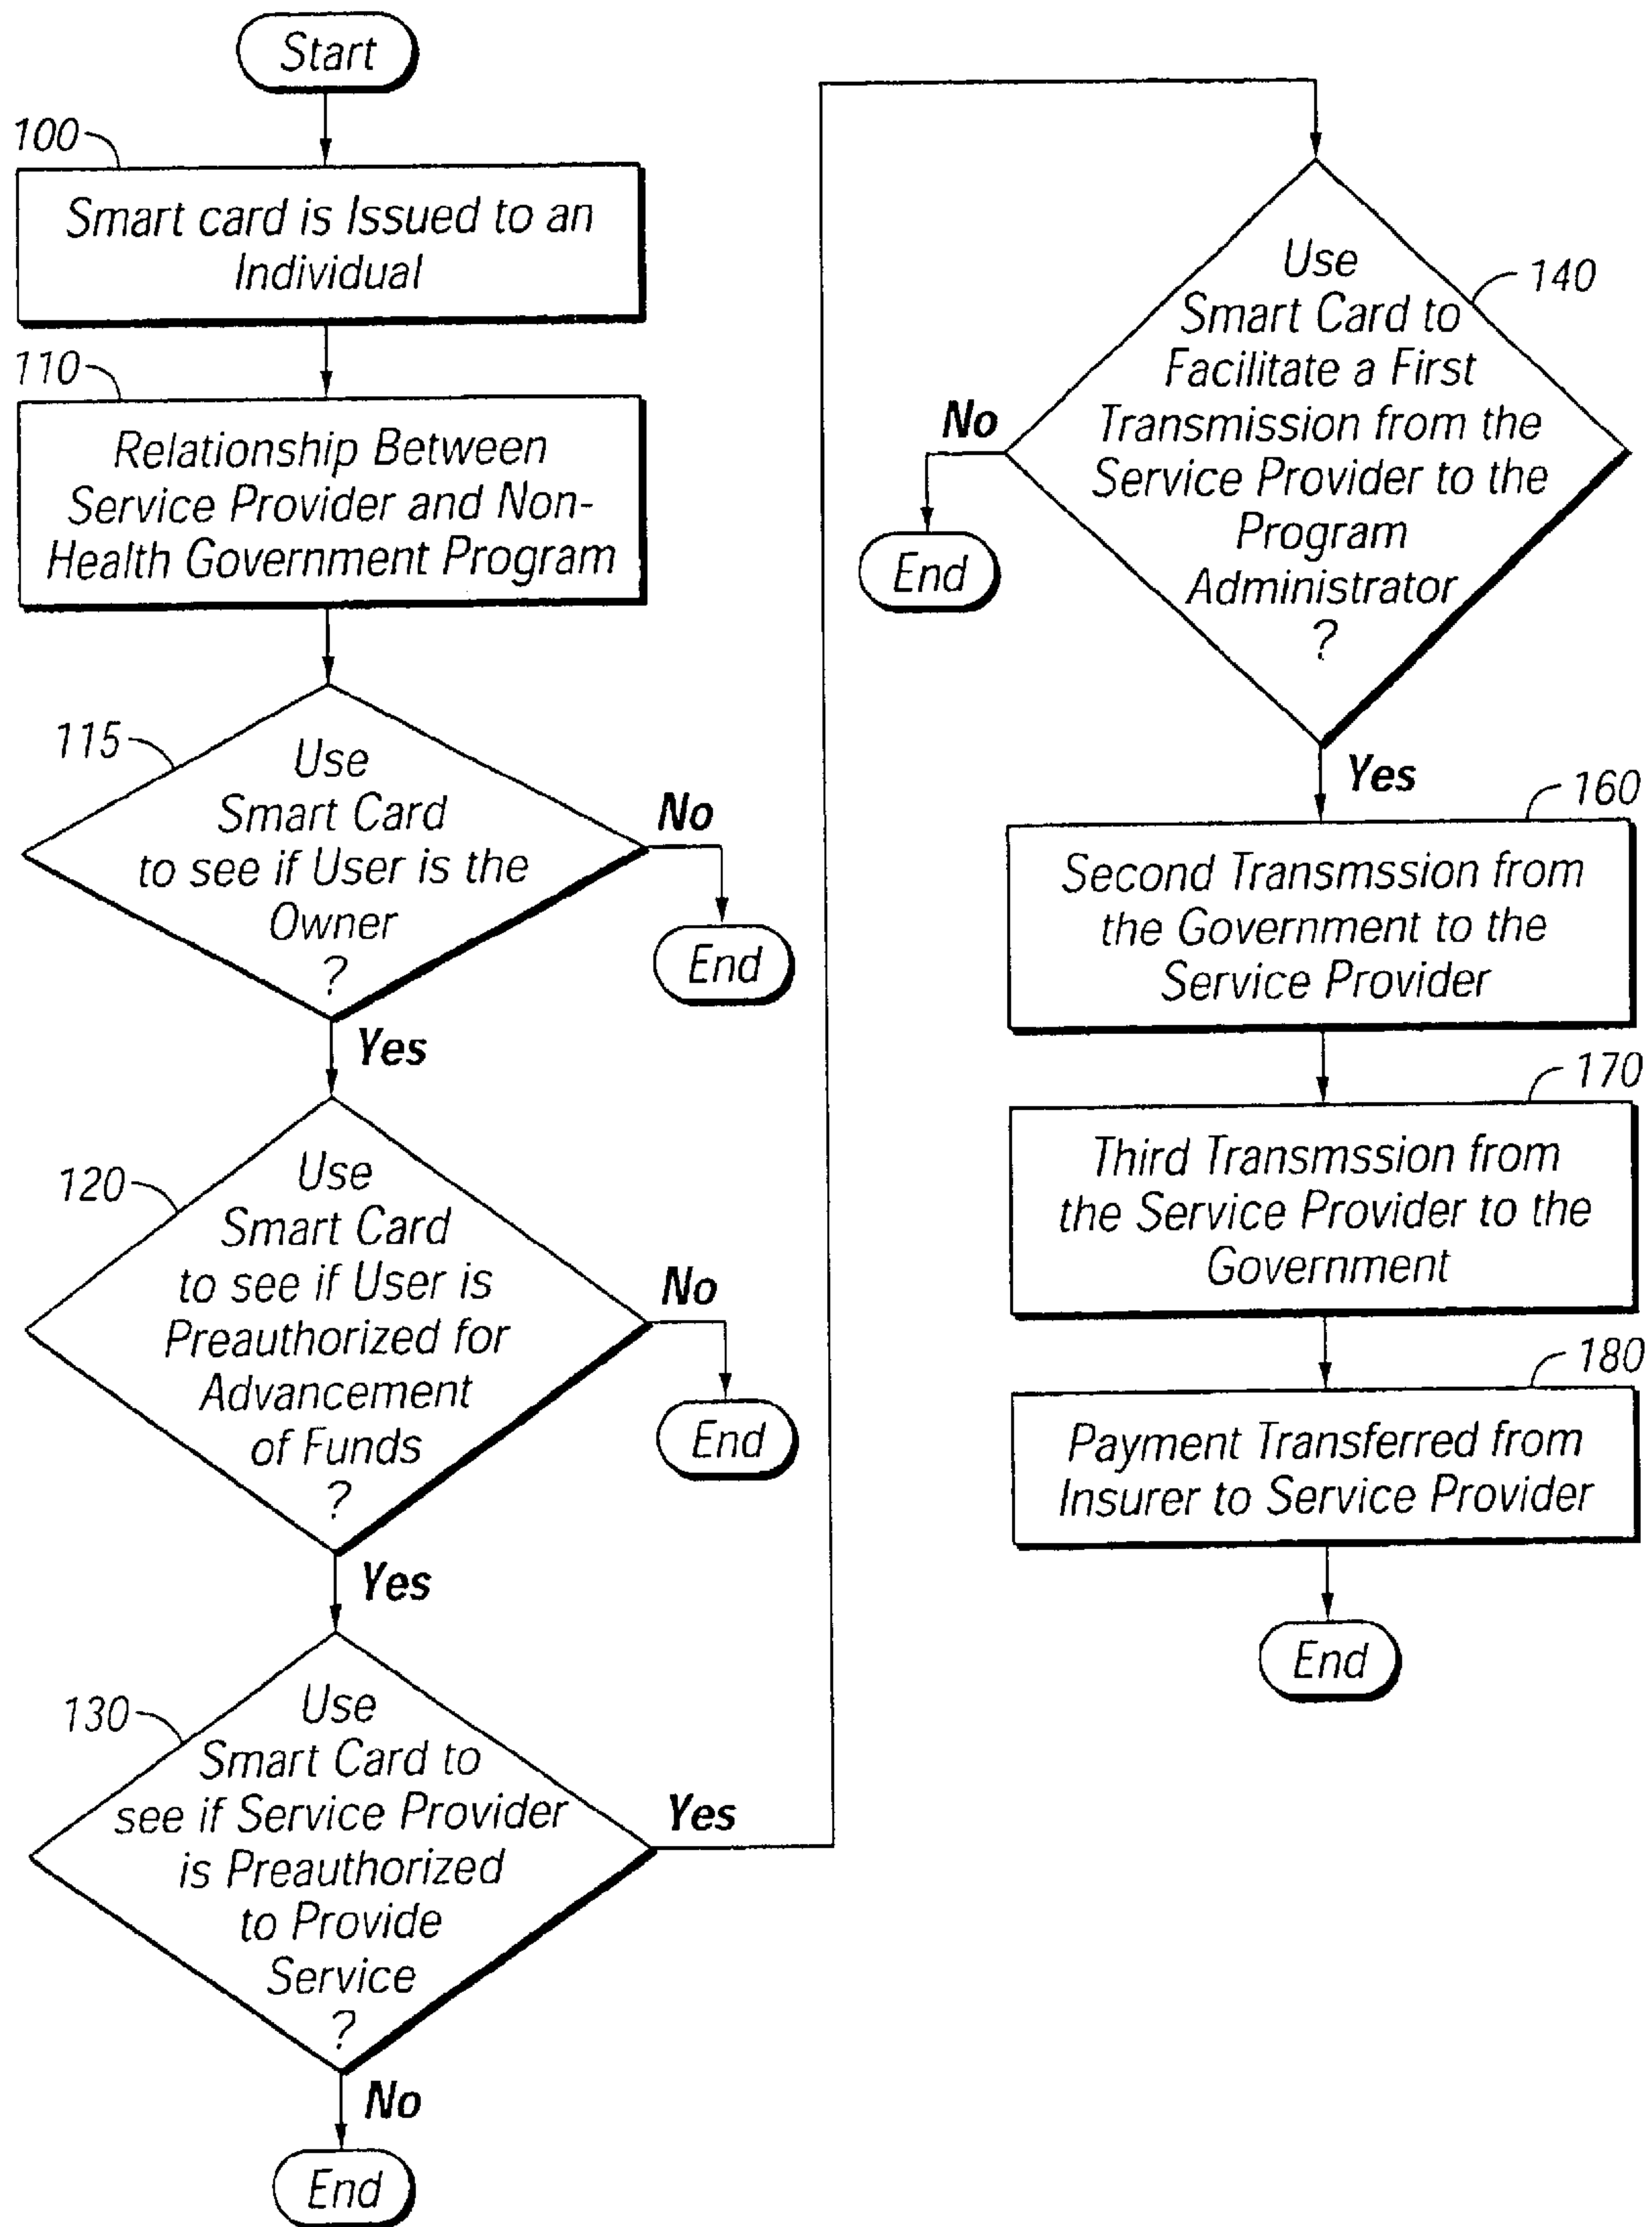 Start
100
Smart card is Issued to an
Individual
110
Relationship Between
Service Provider and Non-
Health Government Program
115
Use
Smart Card
to see if User is the
Owner
?
No
End
Yes
120
Use
Smart Card
to see if User is
Preauthorized for
Advancement
of Funds
?
No
End
Yes
130
Use
Smart Card to
see if Service Provider
is Preauthorized
to Provide
Service
?
Yes
No
End
140
Use
Smart Card to
Facilitate a First
Transmission from the
Service Provider to the
Program
Administrator
?
No
End
Yes
160
Second Transmssion from
the Government to the
Service Provider
170
Third Transmssion from
the Service Provider to the
Government
180
Payment Transferred from
Insurer to Service Provider
End